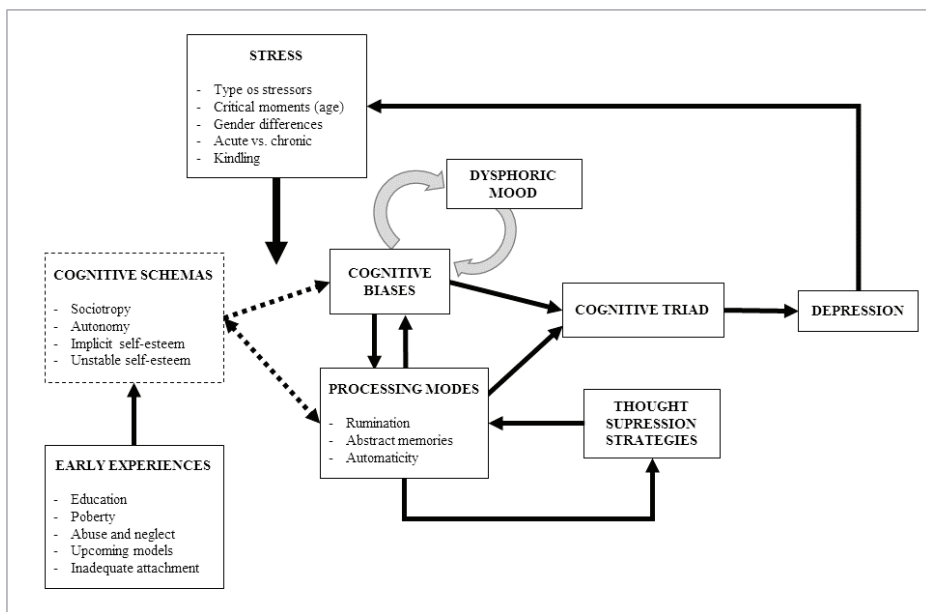 STRESS
- Type os stressors
- Critical moments (age)
- Gender differences
- Acute vs. chronic
- Kindling
DYSPHORIC
MOOD
COGNITIVE SCHEMAS
- Sociotropy
- Autonomy
- Implicit self-esteem
- Unstable self-esteem
COGNITIVE
BIASES
COGNITIVE TRIAD
DEPRESSION
PROCESSING MODES
- Rumination
- Abstract memories
- Automaticity
THOUGHT
SUPRESSION
STRATEGIES
EARLY EXPERIENCES
- Education
- Poberty
- Abuse and neglect
- Upcoming models
- Inadequate attachment